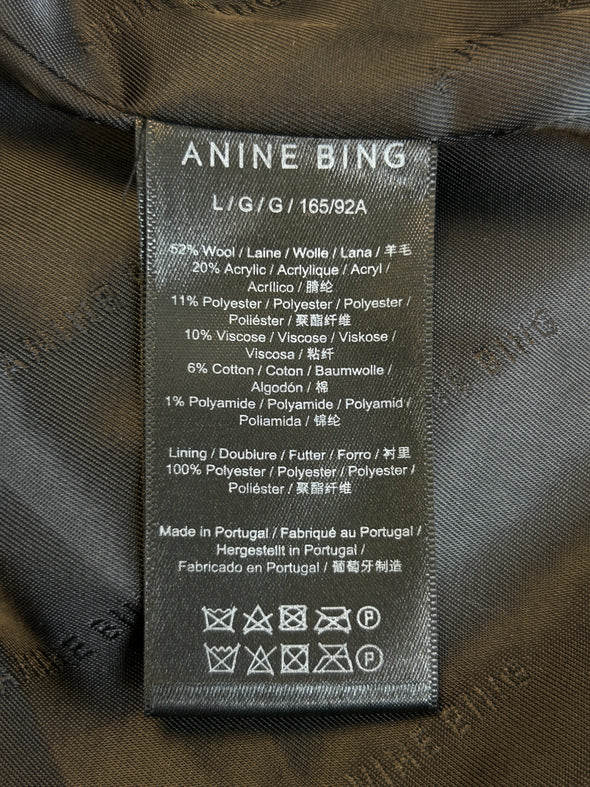 ANINE BING
L / G / G / 165/92A
52% Wool / Laine / Wolle / Lana / 羊毛
20% Acrylic / Acrlylique / Acryl /
Acrílico / 腈纶
11% Polyester / Polyester / Polyester /
Poliéster / 聚酯纤维
10% Viscose / Viscose / Viskose /
Viscosa / 粘纤
6% Cotton / Coton / Baumwolle /
Algodón / 棉
1% Polyamide / Polyamide / Polyamid /
Poliamida / 锦纶
Lining / Doublure / Futter / Forro / 衬里
100% Polyester / Polyester / Polyester /
Poliéster / 聚酯纤维
Made in Portugal / Fabriqué au Portugal /
Hergestellt in Portugal /
Fabricado en Portugal / 葡萄牙制造
P
P
ANINE BING